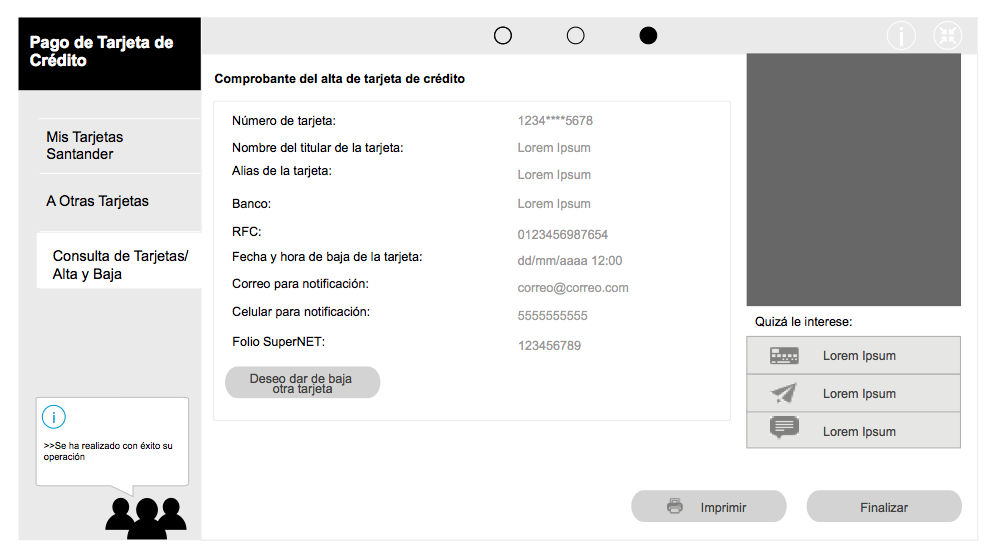 Pago de Tarjeta de
Crédito
Mis Tarjetas
Santander
A Otras Tarjetas
Consulta de Tarjetas/
Alta y Baja
i
>>Se ha realizado con éxito su
operación
i
Comprobante del alta de tarjeta de crédito
Número de tarjeta: 1234****5678
Nombre del titular de la tarjeta: Lorem Ipsum
Alias de la tarjeta: Lorem Ipsum
Banco: Lorem Ipsum
RFC: 0123456987654
Fecha y hora de baja de la tarjeta: dd/mm/aaaa 12:00
Correo para notificación: correo@correo.com
Celular para notificación: 5555555555
Folio SuperNET: 123456789
Deseo dar de baja
otra tarjeta
Quizá le interese:
Lorem Ipsum
Lorem Ipsum
Lorem Ipsum
Imprimir
Finalizar